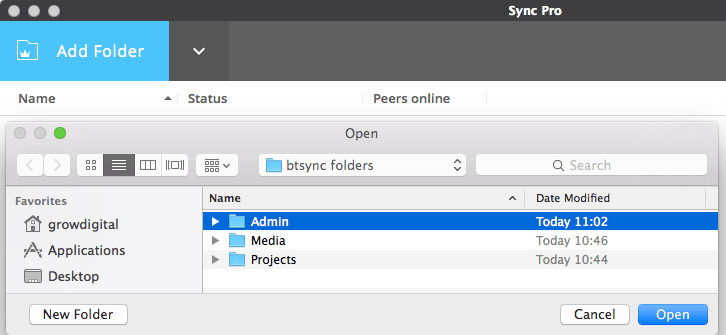 Sync Pro
Add Folder
Name Status Peers online
Open
btsync folders Search
Favorites Name Date Modified
growdigital Admin Today 11:02
Applications Media Today 10:46
Desktop Projects Today 10:44
New Folder Cancel Open